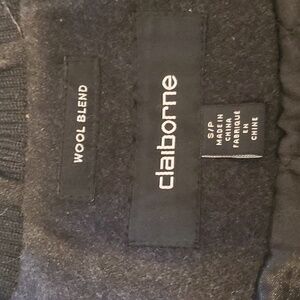 WOOL BLEND
claiborne
S/P
MADE IN
CHINA
FABRIQUÉ
EN
CHINE